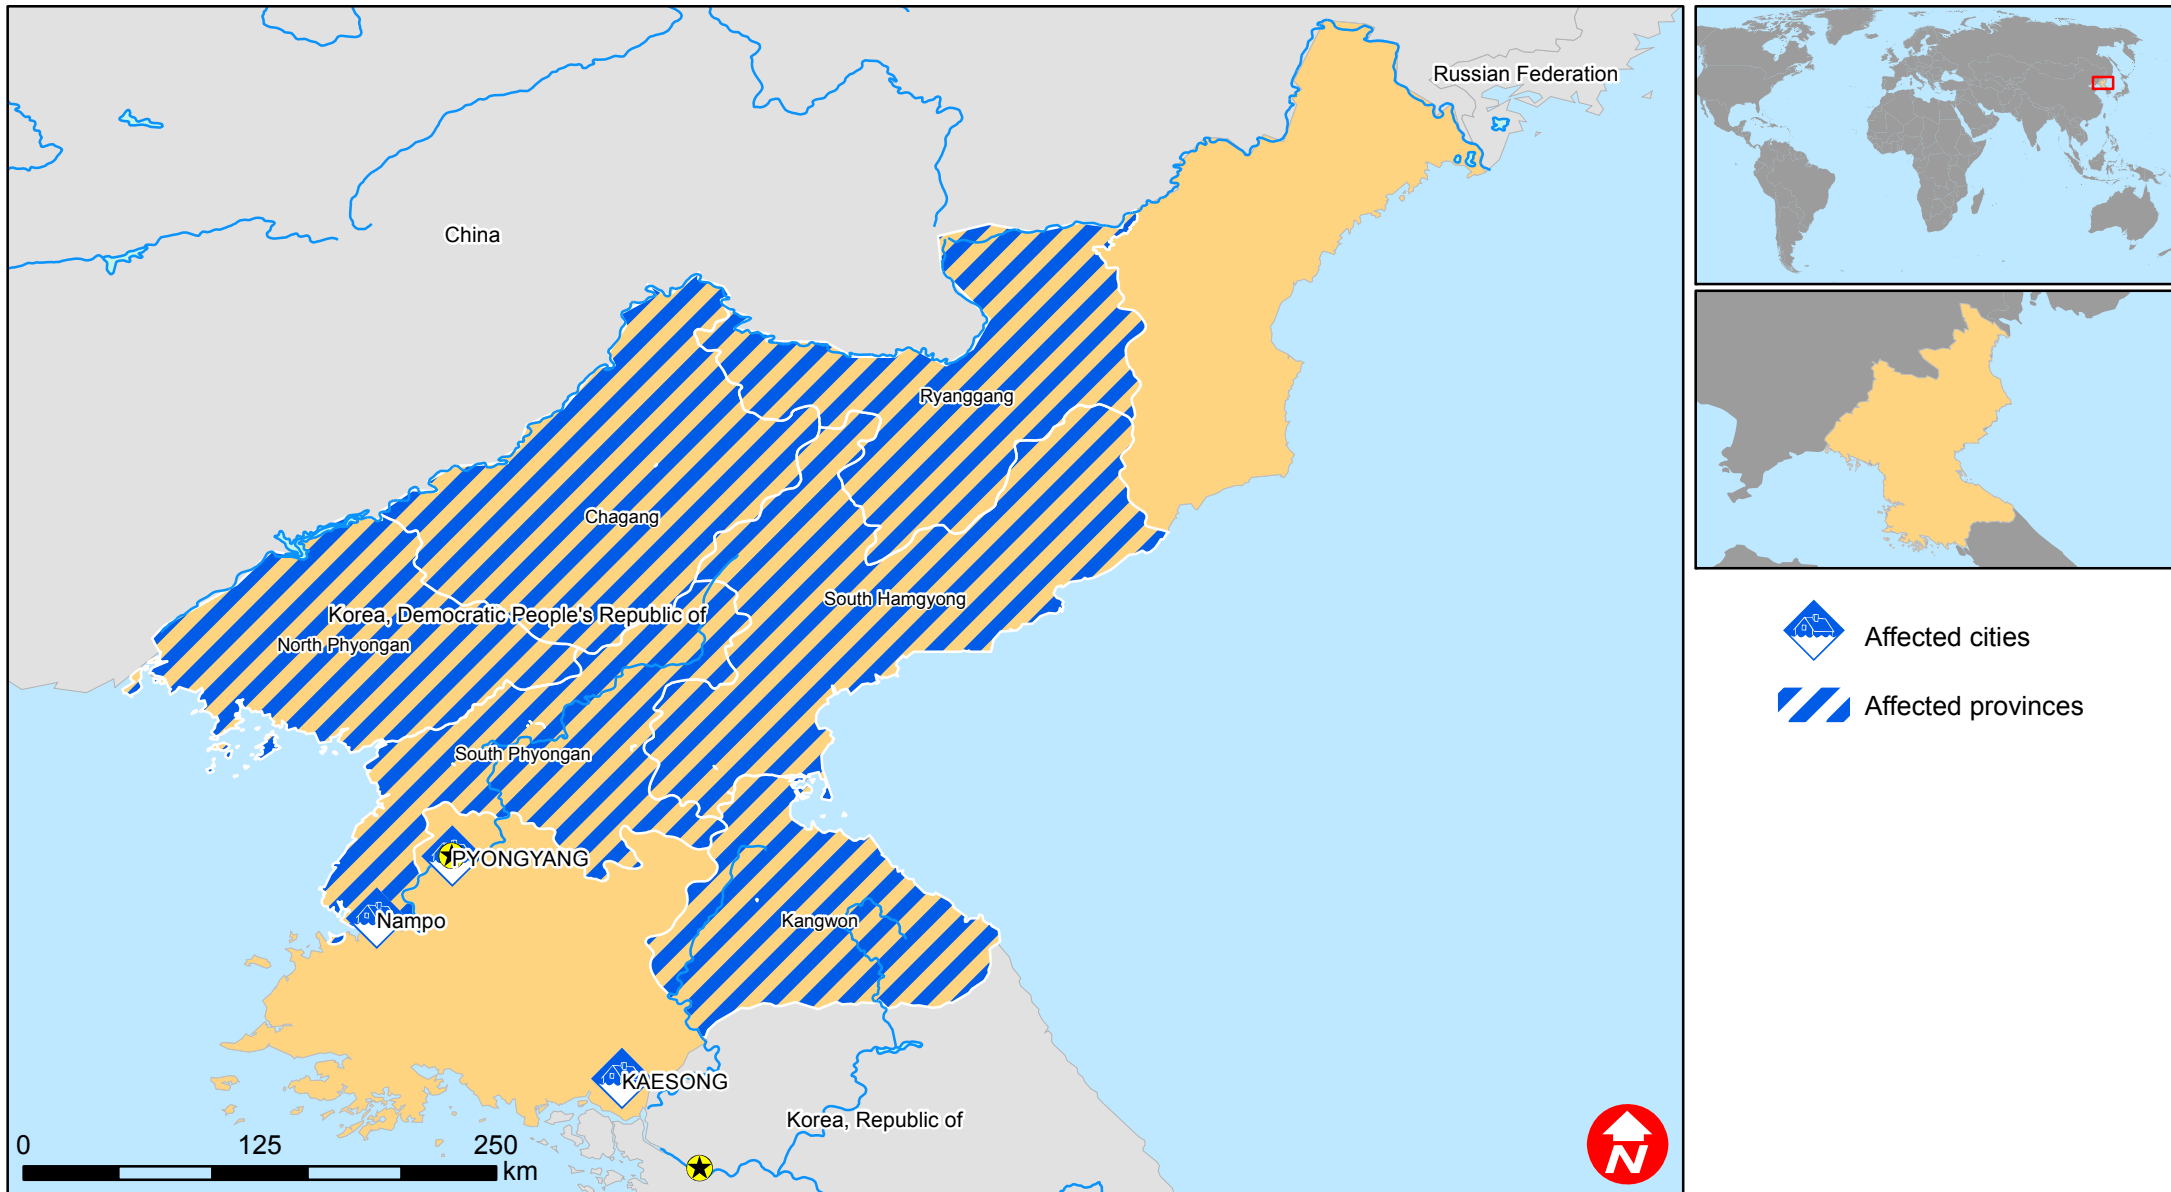 Russian Federation
China
Ryanggang
Chagang
South Hamgyong
Korea, Democratic People's Republic of
North Phyongan
South Phyongan
PYONGYANG
Nampo
Kangwon
KAESONG
Korea, Republic of
0 125 250
km
N
Affected cities
Affected provinces